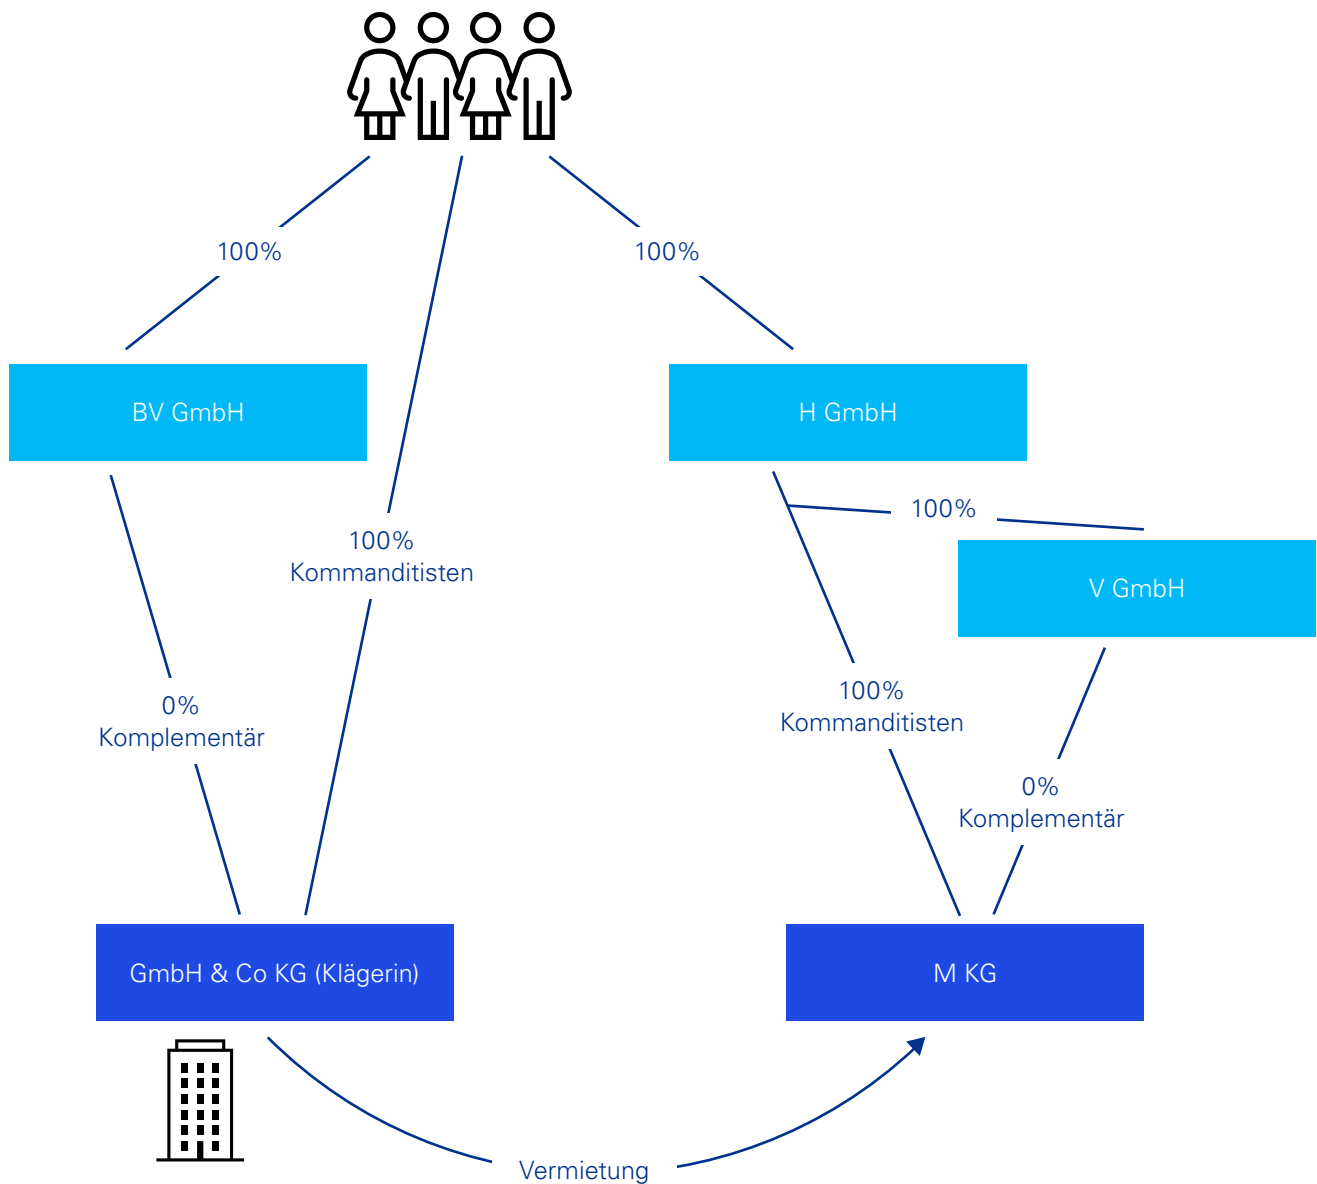 100%
100%
BV GmbH
H GmbH
100%
100%
Kommanditisten
V GmbH
0%
Komplementär
100%
Kommanditisten
0%
Komplementär
GmbH & Co KG (Klägerin)
M KG
Vermietung